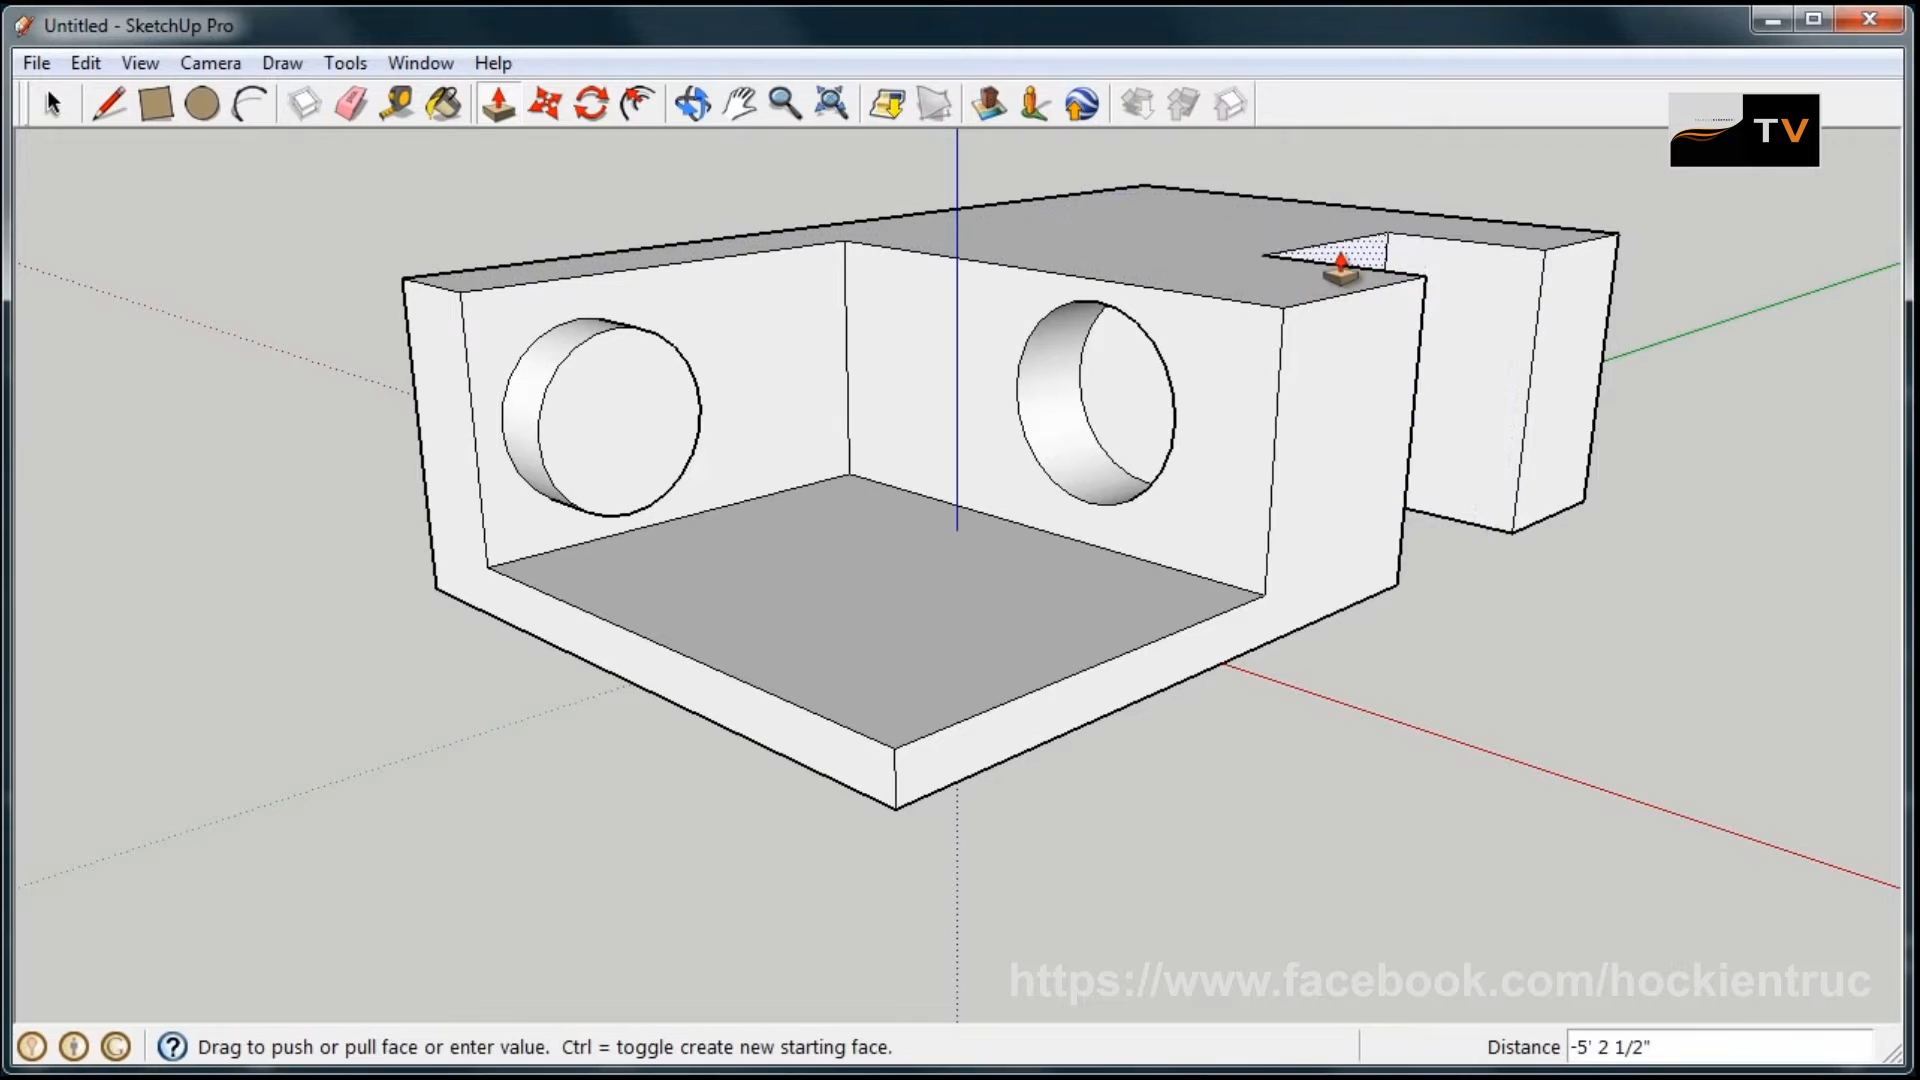 Untitled - SketchUp Pro
File Edit View Camera Draw Tools Window Help
TV
https://www.facebook.com/hockientruc
Drag to push or pull face or enter value. Ctrl = toggle create new starting face.
Distance -5' 2 1/2"